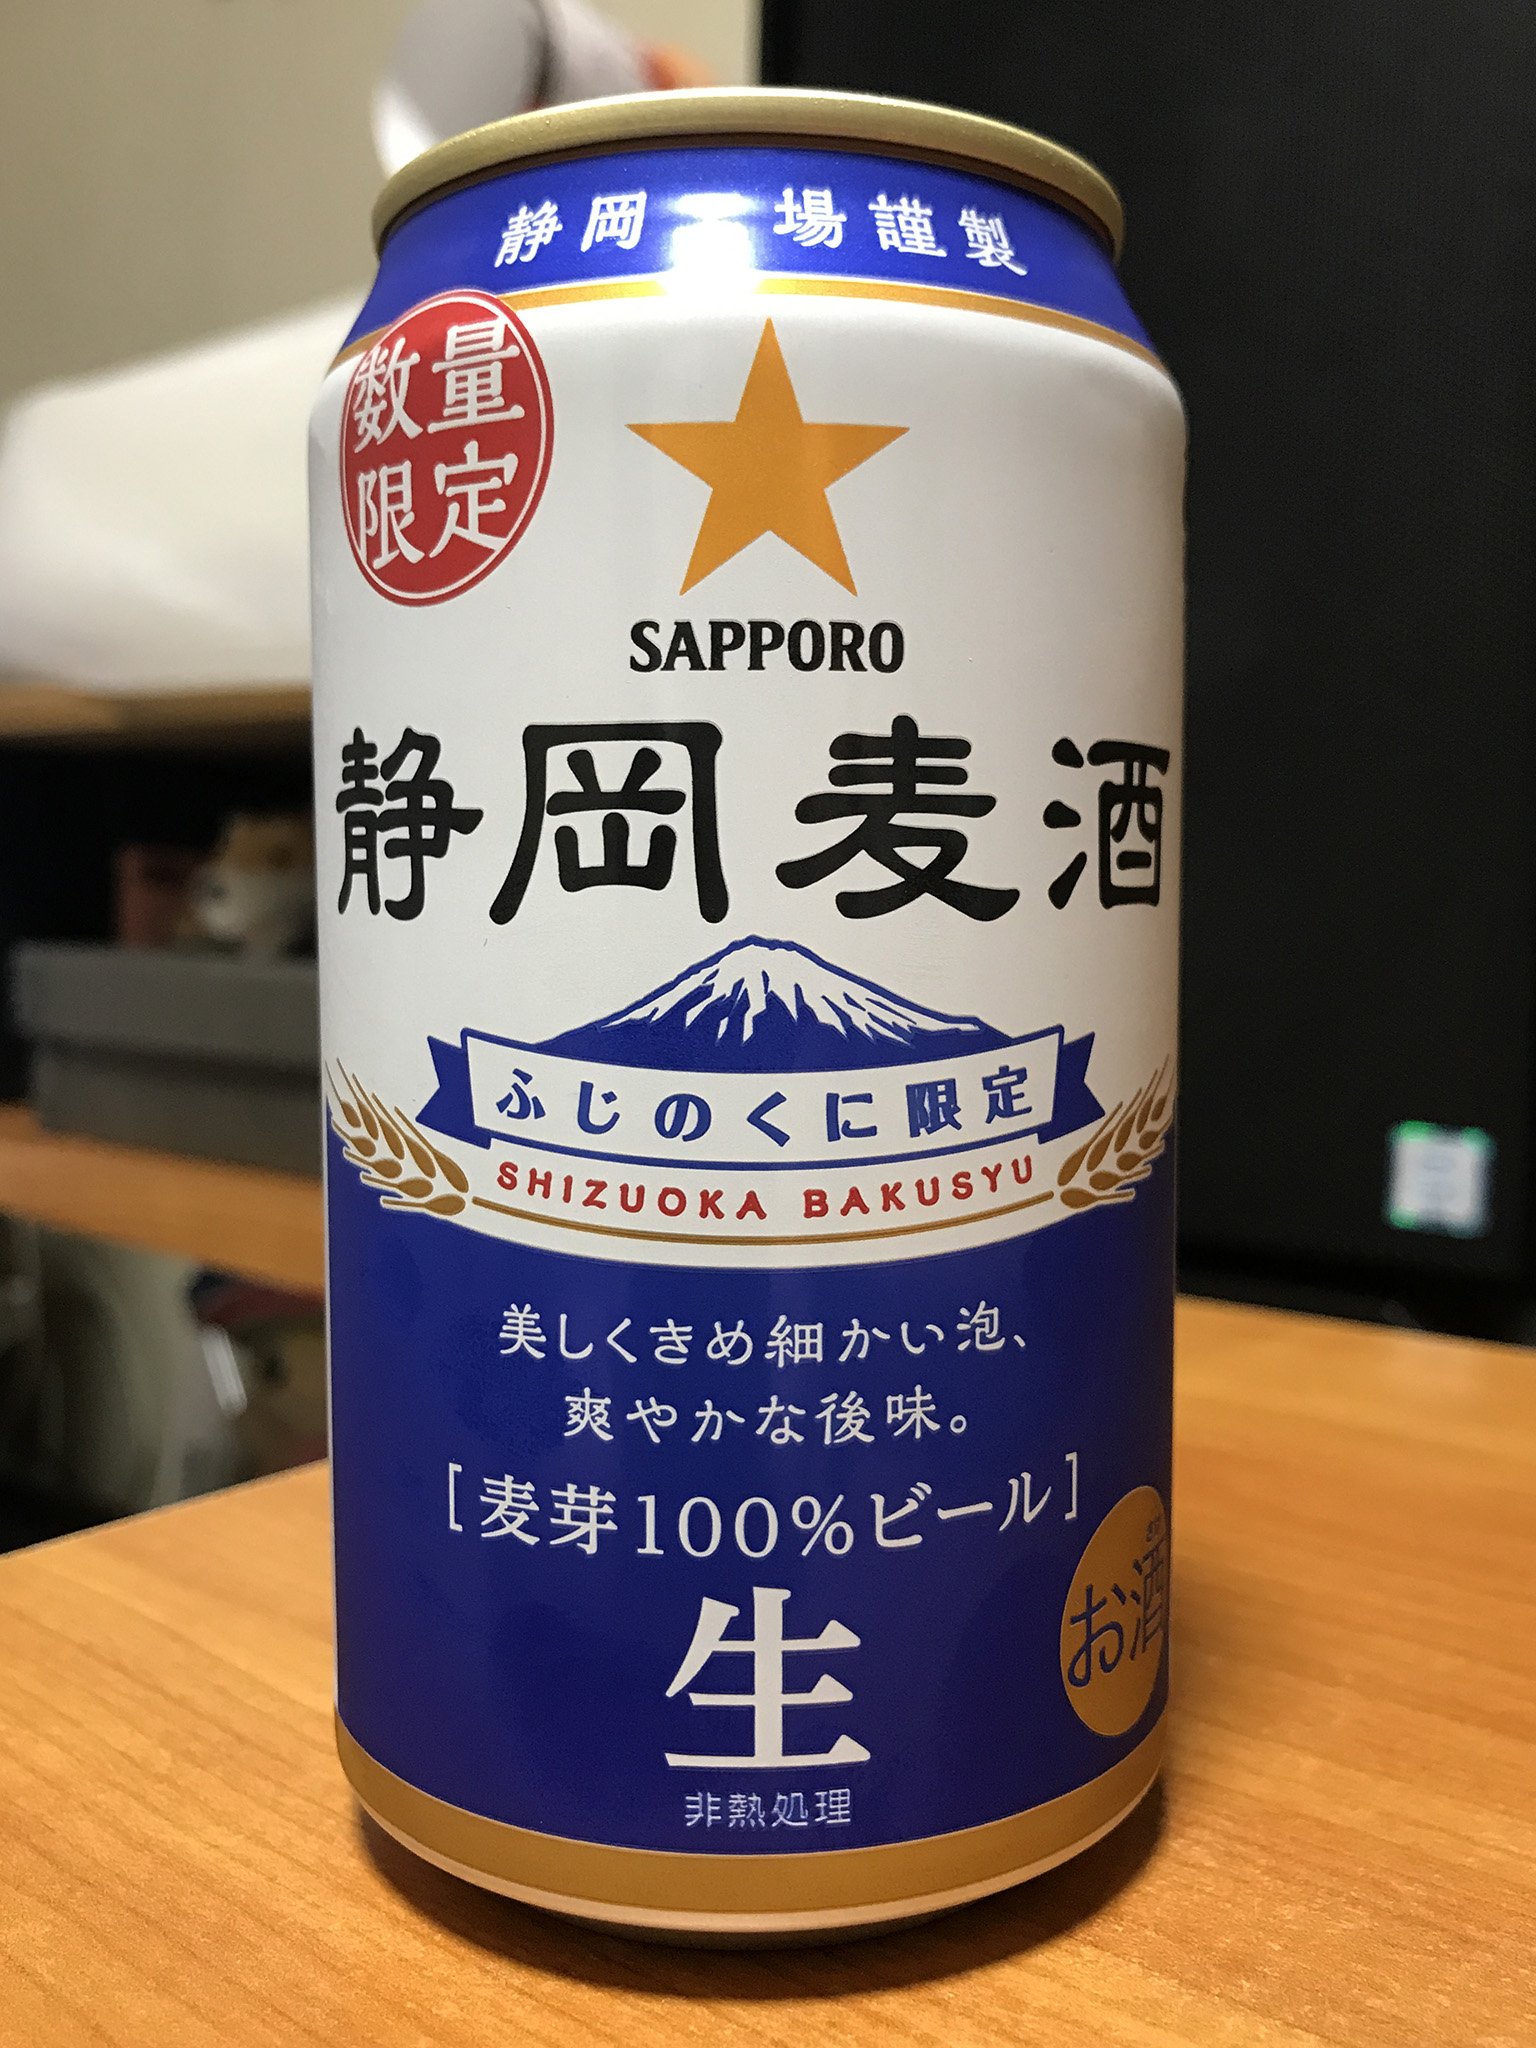 静岡工場謹製
数量
限定
SAPPORO
静岡麦酒
ふじのくに限定
SHIZUOKA BAKUSYU
美しくきめ細かい泡、
爽やかな後味。
[麦芽100%ビール]
お酒
生
非熱処理